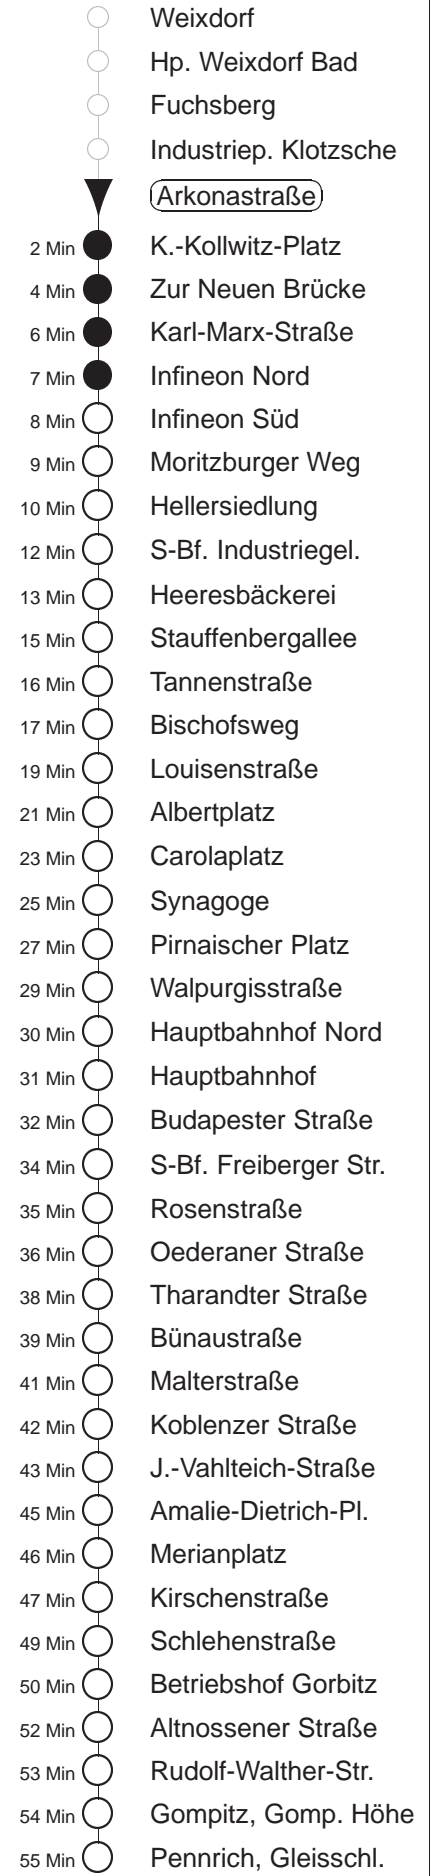 Weixdorf
Hp. Weixdorf Bad
Fuchsberg
Industriep. Klotzsche
Arkonastraße
2 Min K.-Kollwitz-Platz
4 Min Zur Neuen Brücke
6 Min Karl-Marx-Straße
7 Min Infineon Nord
8 Min Infineon Süd
9 Min Moritzburger Weg
10 Min Hellersiedlung
12 Min S-Bf. Industriegel.
13 Min Heeresbäckerei
15 Min Stauffenbergallee
16 Min Tannenstraße
17 Min Bischofsweg
19 Min Louisenstraße
21 Min Albertplatz
23 Min Carolaplatz
25 Min Synagoge
27 Min Pirnaischer Platz
29 Min Walpurgisstraße
30 Min Hauptbahnhof Nord
31 Min Hauptbahnhof
32 Min Budapester Straße
34 Min S-Bf. Freiberger Str.
35 Min Rosenstraße
36 Min Oederaner Straße
38 Min Tharandter Straße
39 Min Bünaustraße
41 Min Malterstraße
42 Min Koblenzer Straße
43 Min J.-Vahlteich-Straße
45 Min Amalie-Dietrich-Pl.
46 Min Merianplatz
47 Min Kirschenstraße
49 Min Schlehenstraße
50 Min Betriebshof Gorbitz
52 Min Altnossener Straße
53 Min Rudolf-Walther-Str.
54 Min Gompitz, Gomp. Höhe
55 Min Pennrich, Gleisschl.